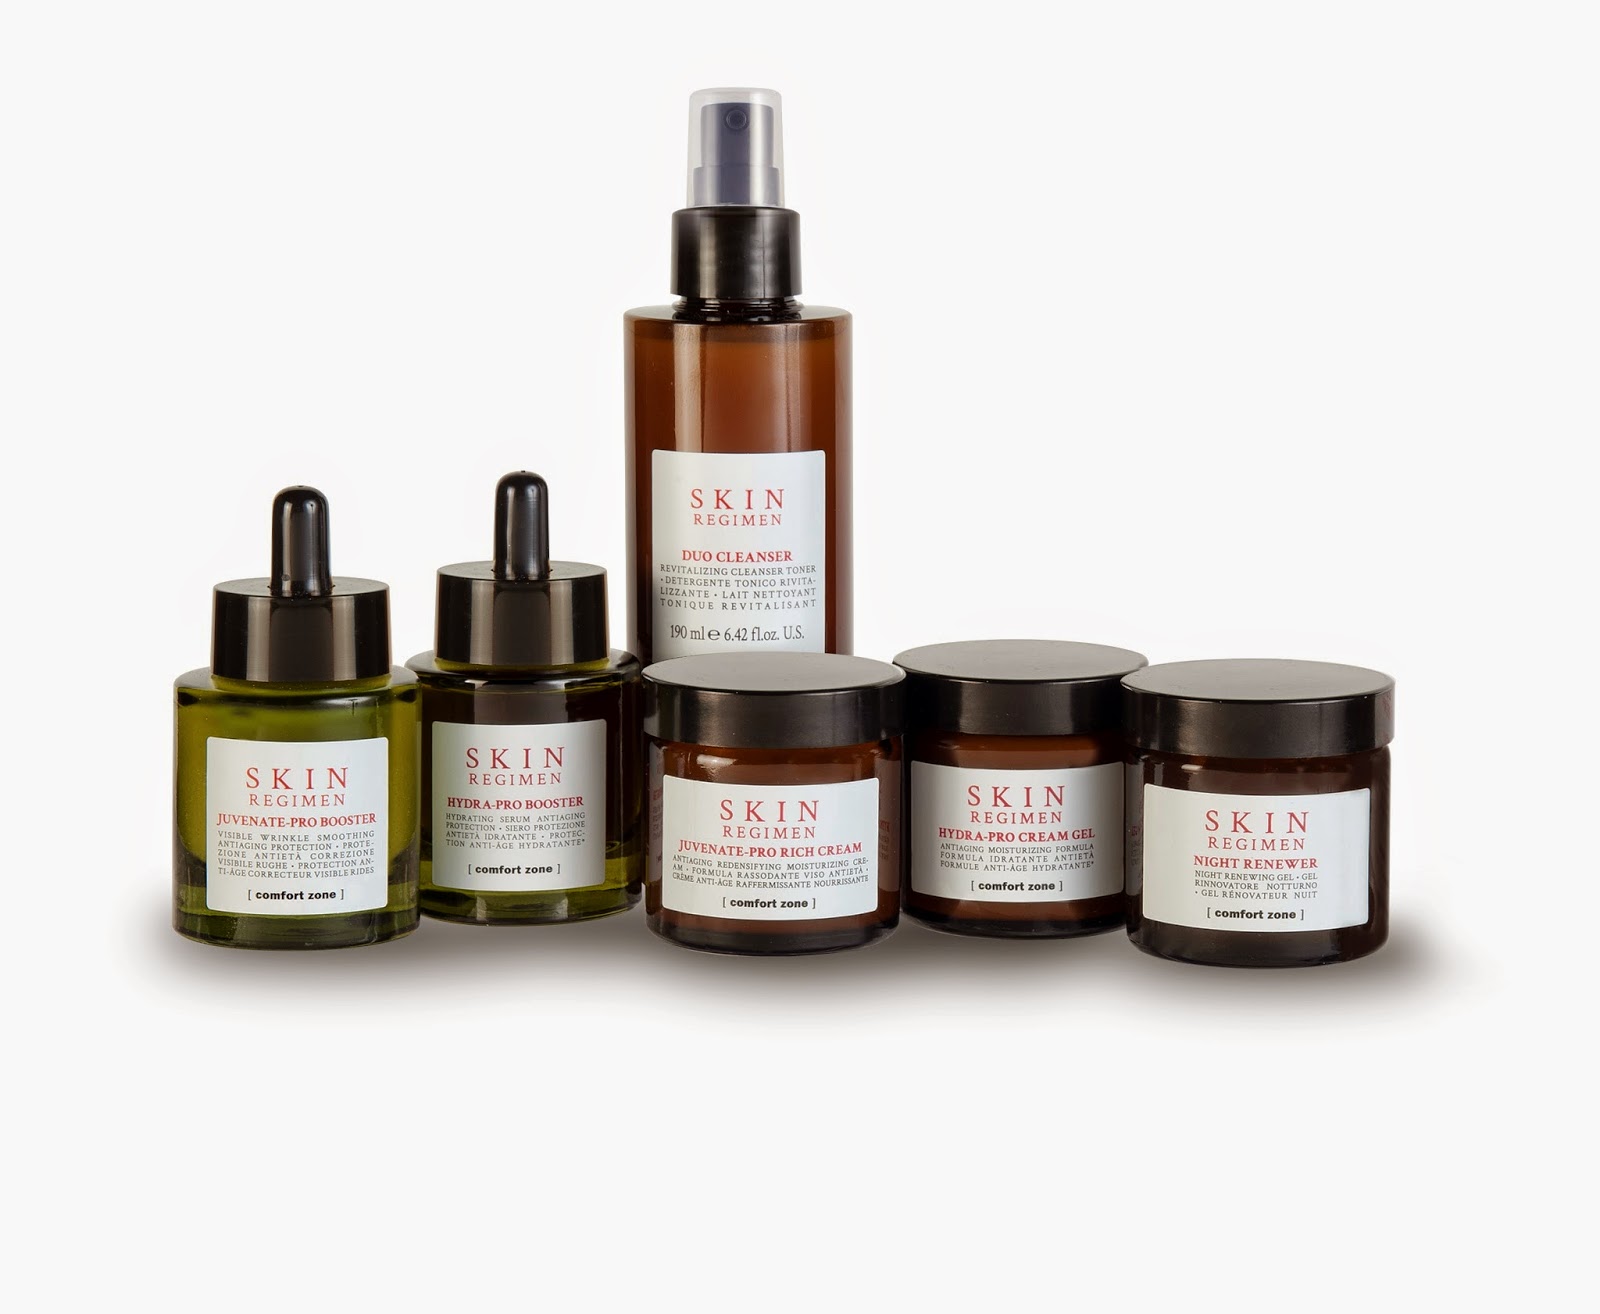 SKIN
REGIMEN
DUO CLEANSER
REVITALIZING CLEANSER TONER
· DETERGENTE TONICO RIVITA-
LIZZANTE · LAIT NETTOYANT
TONIQUE REVITALISANT
190 ml e 6.42 fl.oz. U.S.
SKIN
REGIMEN
JUVENATE-PRO BOOSTER
VISIBLE WRINKLE SMOOTHING
ANTIAGING PROTECTION · PROTE-
ZIONE ANTIETÀ CORREZIONE
VISIBILE RUGHE · PROTECTION AN-
TI-ÂGE CORRECTEUR VISIBLE RIDES
[ comfort zone ]
SKIN
REGIMEN
HYDRA-PRO BOOSTER
HYDRATING SERUM ANTIAGING
PROTECTION · SIERO PROTEZIONE
ANTIETÀ IDRATANTE · PROTEC-
TION ANTI-ÂGE HYDRATANTE*
[ comfort zone ]
SKIN
REGIMEN
JUVENATE-PRO RICH CREAM
ANTIAGING REDENSIFYING MOISTURIZING CRE-
AM · FORMULA RASSODANTE VISO ANTIETÀ ·
CRÈME ANTI-ÂGE RAFFERMISSANTE NOURRISSANTE
[ comfort zone ]
SKIN
REGIMEN
HYDRA-PRO CREAM GEL
ANTIAGING MOISTURIZING FORMULA
FORMULA IDRATANTE ANTIETÀ
FORMULE ANTI-ÂGE HYDRATANTE*
[ comfort zone ]
SKIN
REGIMEN
NIGHT RENEWER
NIGHT RENEWING GEL · GEL
RINNOVATORE NOTTURNO
· GEL RÉNOVATEUR NUIT
[ comfort zone ]